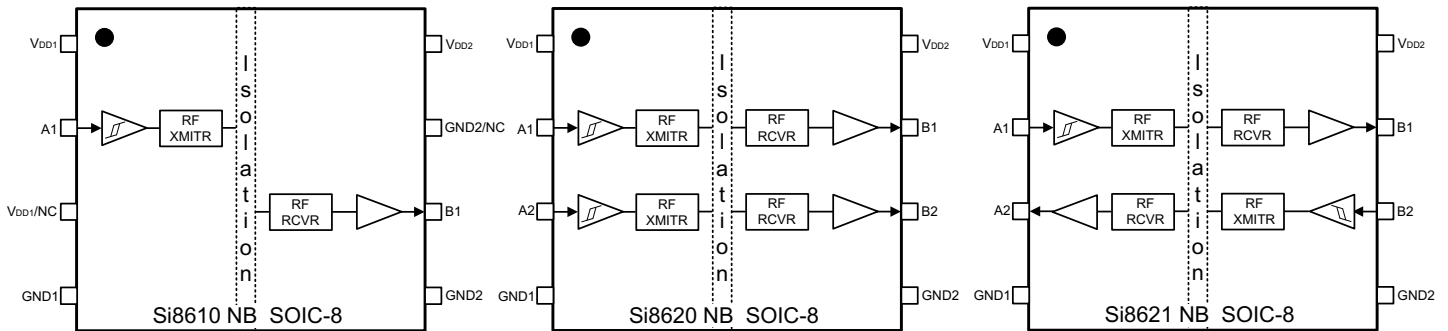 VDD1
VDD2
A1
RF
XMITR
GND2/NC
VDD1/NC
RF
RCVR
B1
GND1
GND2
Isolation
Si8610 NB SOIC-8
VDD1
VDD2
A1
RF
XMITR
RF
RCVR
B1
A2
RF
XMITR
RF
RCVR
B2
GND1
GND2
Isolation
Si8620 NB SOIC-8
VDD1
VDD2
A1
RF
XMITR
RF
RCVR
B1
A2
RF
RCVR
RF
XMITR
B2
GND1
GND2
Isolation
Si8621 NB SOIC-8